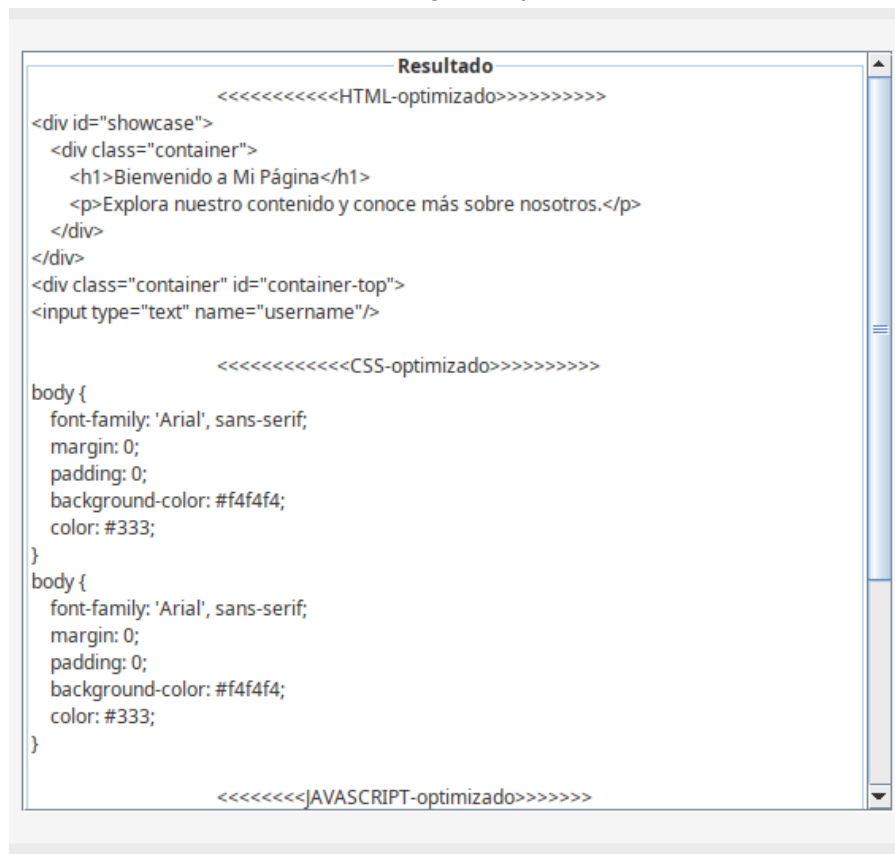 Resultado
<<<<<<<<<<<HTML-optimizado>>>>>>>>>>
<div id="showcase">
<div class="container">
<h1>Bienvenido a Mi Página</h1>
<p>Explora nuestro contenido y conoce más sobre nosotros.</p>
</div>
</div>
<div class="container" id="container-top">
<input type="text" name="username"/>
<<<<<<<<<<<<CSS-optimizado>>>>>>>>>>
body {
font-family: 'Arial', sans-serif;
margin: 0;
padding: 0;
background-color: #f4f4f4;
color: #333;
}
body {
font-family: 'Arial', sans-serif;
margin: 0;
padding: 0;
background-color: #f4f4f4;
color: #333;
}
<<<<<<<<JAVASCRIPT-optimizado>>>>>>>